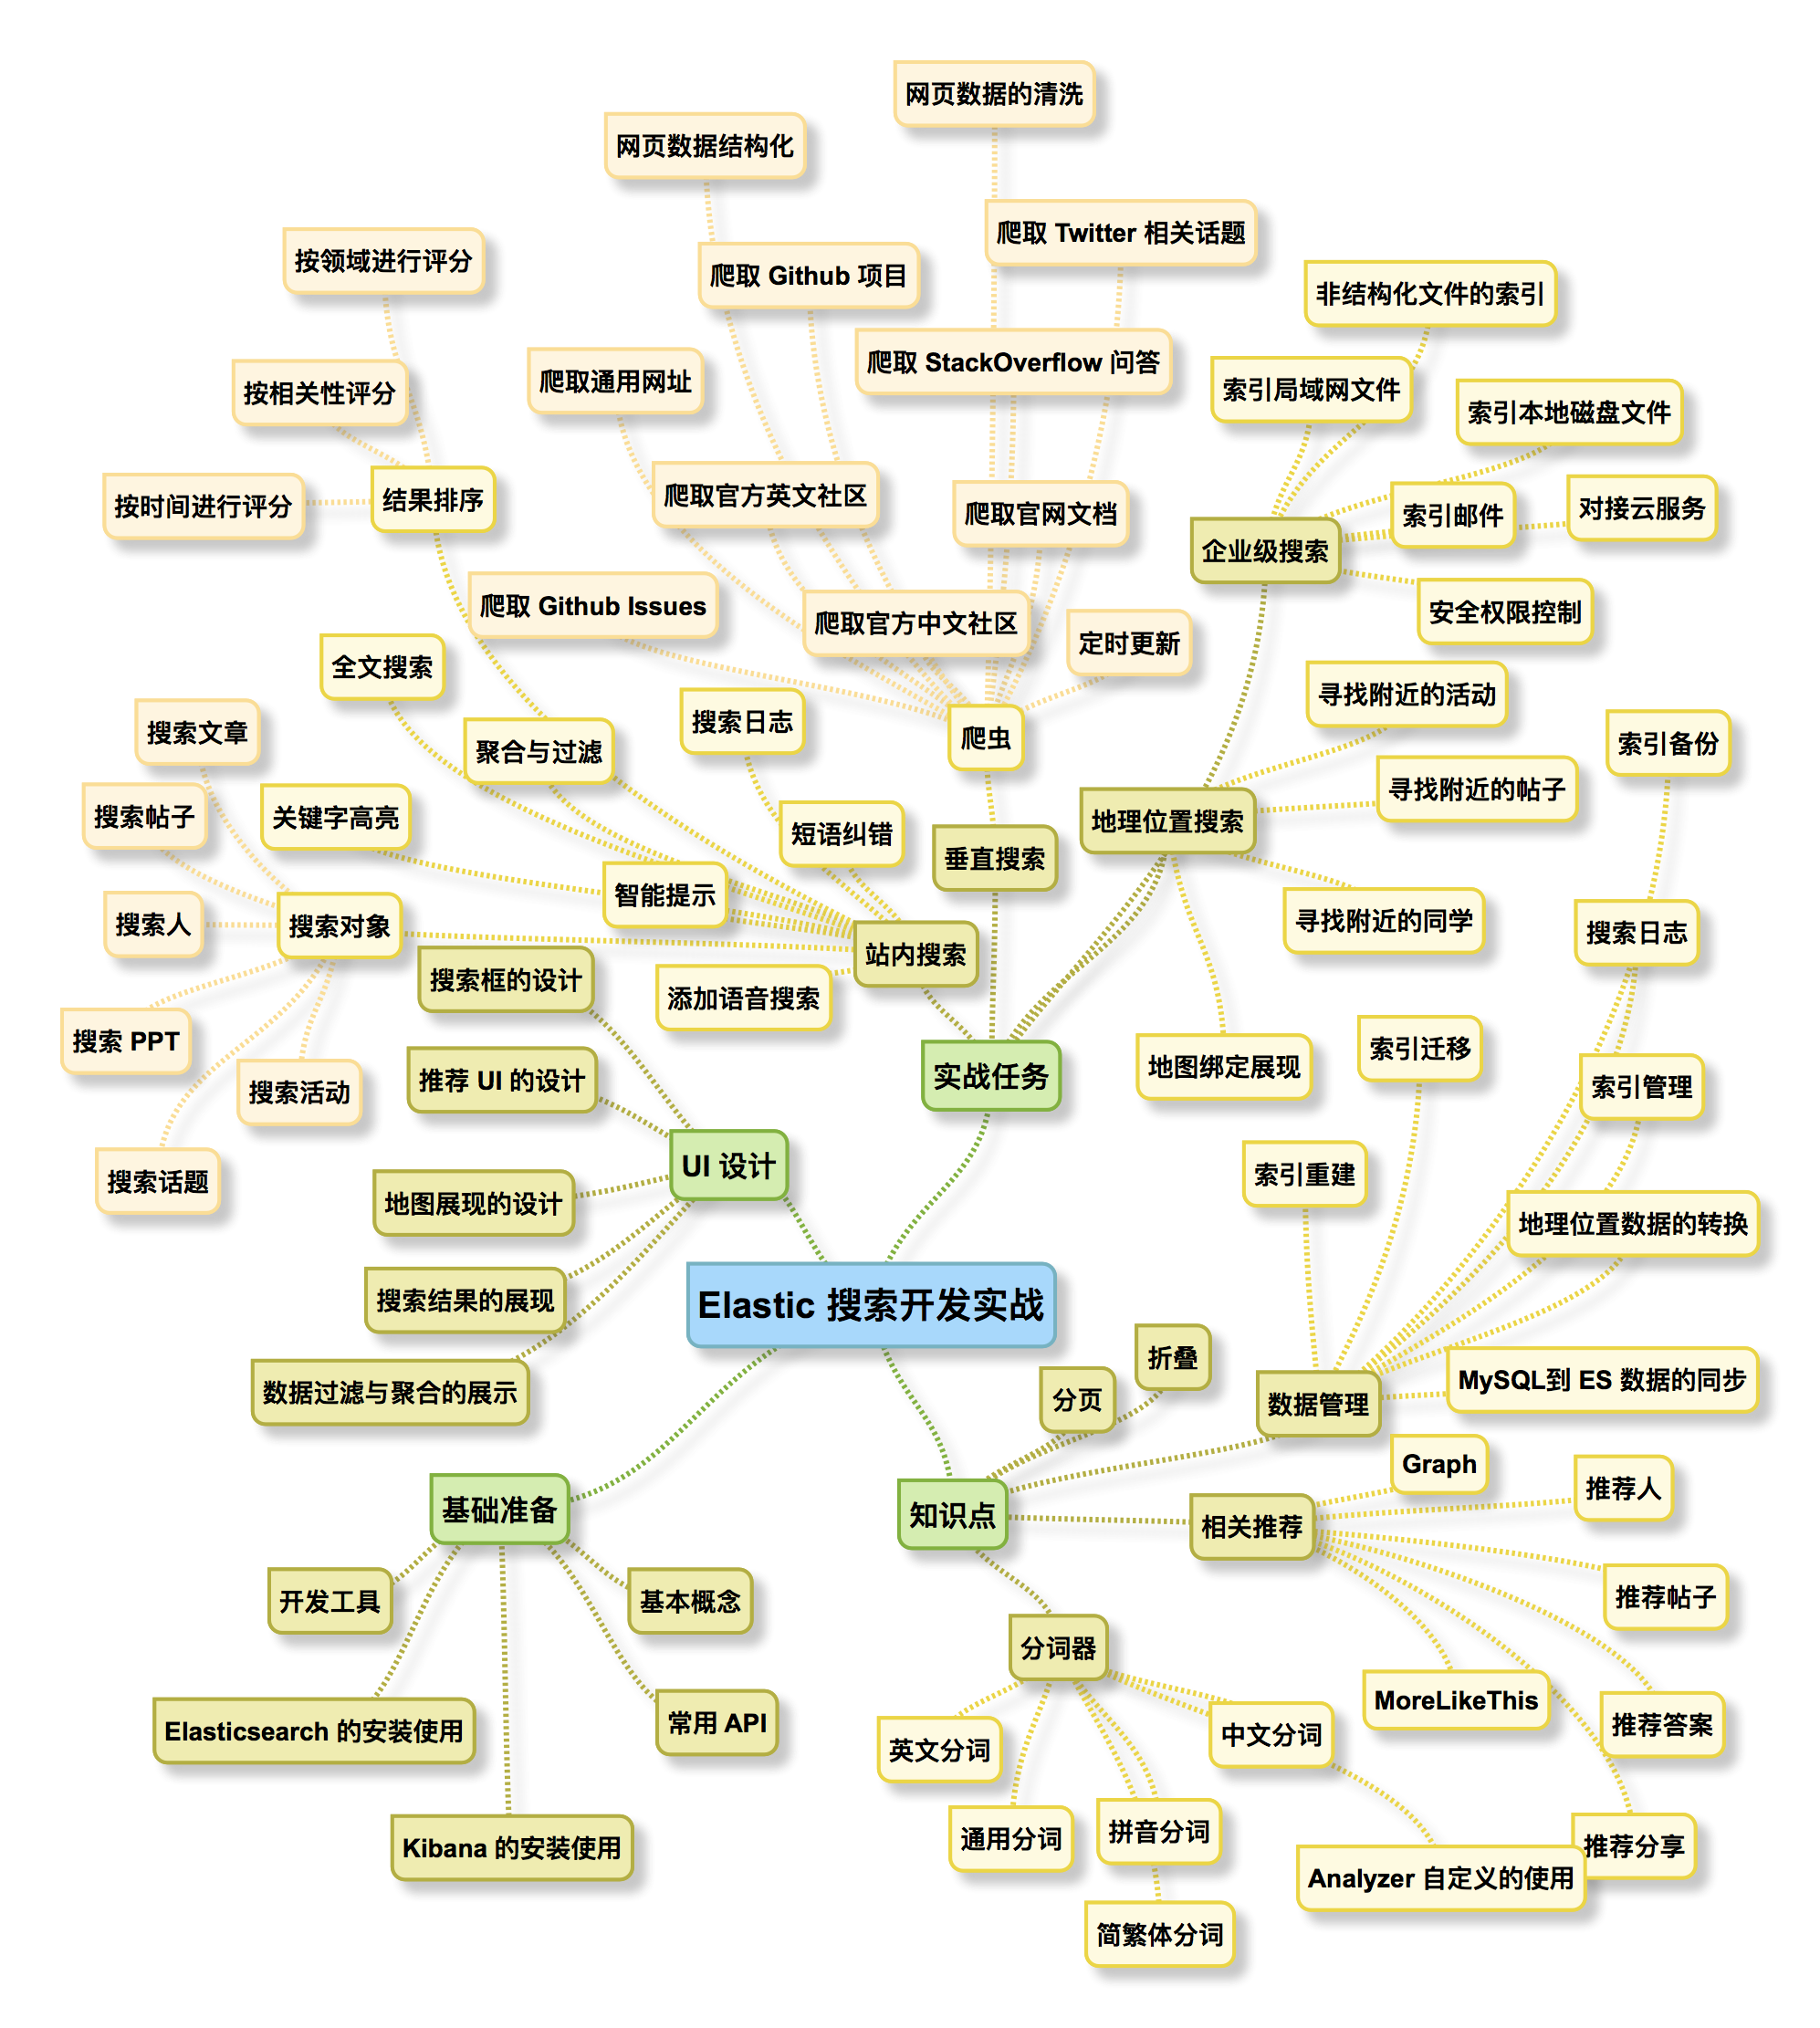 网页数据的清洗
网页数据结构化
爬取 Twitter 相关话题
按领域进行评分
爬取 Github 项目
非结构化文件的索引
爬取 StackOverflow 问答
爬取通用网址
按相关性评分
索引局域网文件
索引本地磁盘文件
按时间进行评分
结果排序
爬取官方英文社区
爬取官网文档
索引邮件
对接云服务
企业级搜索
爬取 Github Issues
爬取官方中文社区
安全权限控制
定时更新
全文搜索
寻找附近的活动
搜索文章
搜索日志
聚合与过滤
爬虫
索引备份
寻找附近的帖子
搜索帖子
关键字高亮
短语纠错
地理位置搜索
垂直搜索
智能提示
搜索人
搜索对象
寻找附近的同学
搜索日志
站内搜索
搜索框的设计
添加语音搜索
搜索 PPT
索引迁移
地图绑定展现
实战任务
推荐 UI 的设计
搜索活动
索引管理
UI 设计
索引重建
搜索话题
地图展现的设计
地理位置数据的转换
搜索结果的展现
Elastic 搜索开发实战
折叠
MySQL到 ES 数据的同步
数据过滤与聚合的展示
分页
数据管理
Graph
推荐人
基础准备
知识点
相关推荐
开发工具
基本概念
推荐帖子
分词器
MoreLikeThis
常用 API
推荐答案
Elasticsearch 的安装使用
中文分词
英文分词
拼音分词
通用分词
Kibana 的安装使用
推荐分享
Analyzer 自定义的使用
简繁体分词